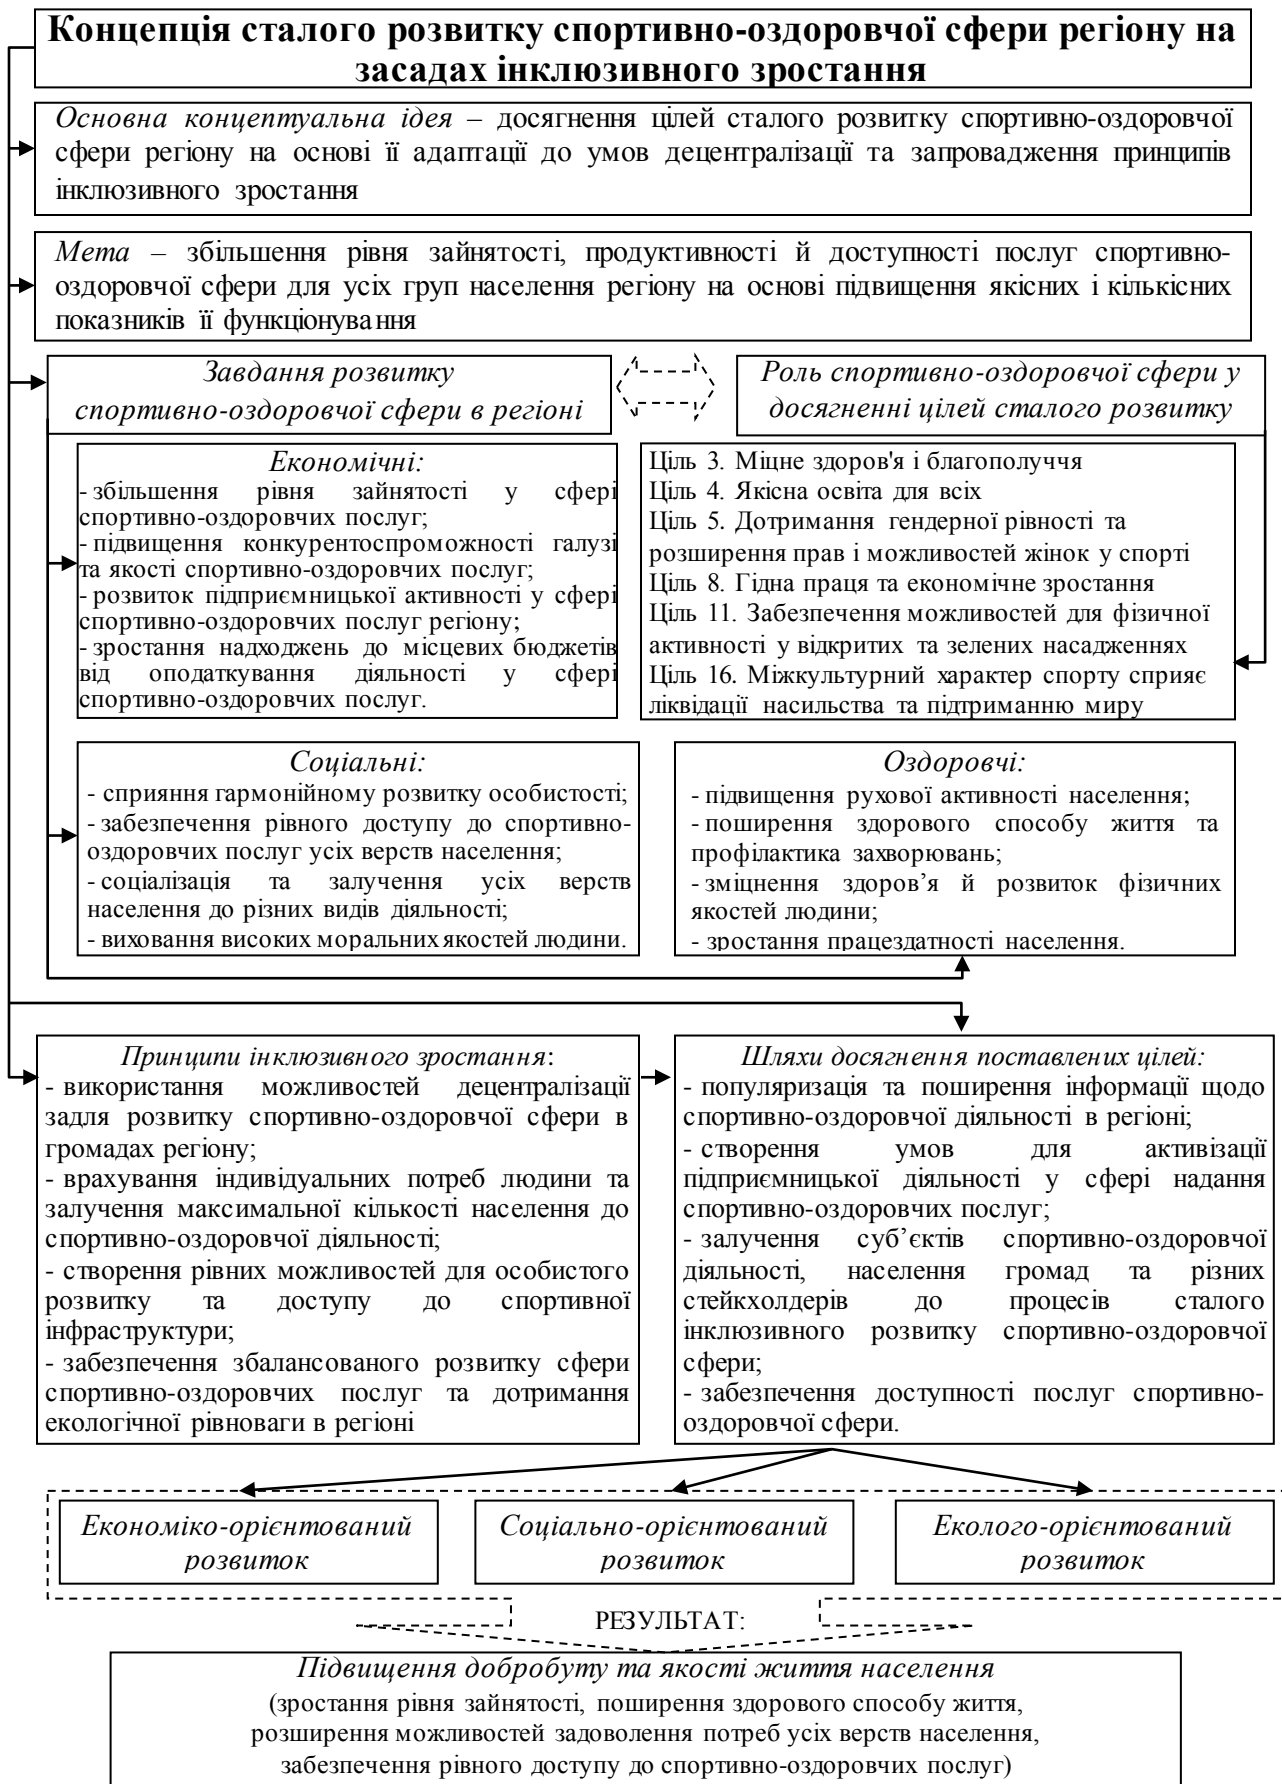 Концепція сталого розвитку спортивно-оздоровчої сфери регіону на
засадах інклюзивного зростання
Основна концептуальна ідея – досягнення цілей сталого розвитку спортивно-оздоровчої
сфери регіону на основі її адаптації до умов децентралізації та запровадження принципів
інклюзивного зростання
Мета – збільшення рівня зайнятості, продуктивності й доступності послуг спортивно-
оздоровчої сфери для усіх груп населення регіону на основі підвищення якісних і кількісних
показників її функціонування
Завдання розвитку
спортивно-оздоровчої сфери в регіоні
Роль спортивно-оздоровчої сфери у
досягненні цілей сталого розвитку
Економічні:
- збільшення рівня зайнятості у сфері
спортивно-оздоровчих послуг;
- підвищення конкурентоспроможності галузі
та якості спортивно-оздоровчих послуг;
- розвиток підприємницької активності у сфері
спортивно-оздоровчих послуг регіону;
- зростання надходжень до місцевих бюджетів
від оподаткування діяльності у сфері
спортивно-оздоровчих послуг.
Ціль 3. Міцне здоров'я і благополуччя
Ціль 4. Якісна освіта для всіх
Ціль 5. Дотримання гендерної рівності та
розширення прав і можливостей жінок у спорті
Ціль 8. Гідна праця та економічне зростання
Ціль 11. Забезпечення можливостей для фізичної
активності у відкритих та зелених насадженнях
Ціль 16. Міжкультурний характер спорту сприяє
ліквідації насильства та підтриманню миру
Соціальні:
- сприяння гармонійному розвитку особистості;
- забезпечення рівного доступу до спортивно-
оздоровчих послуг усіх верств населення;
- соціалізація та залучення усіх верств
населення до різних видів діяльності;
- виховання високих моральних якостей людини.
Оздоровчі:
- підвищення рухової активності населення;
- поширення здорового способу життя та
профілактика захворювань;
- зміцнення здоров’я й розвиток фізичних
якостей людини;
- зростання працездатності населення.
Принципи інклюзивного зростання:
- використання можливостей децентралізації
задля розвитку спортивно-оздоровчої сфери в
громадах регіону;
- врахування індивідуальних потреб людини та
залучення максимальної кількості населення до
спортивно-оздоровчої діяльності;
- створення рівних можливостей для особистого
розвитку та доступу до спортивної
інфраструктури;
- забезпечення збалансованого розвитку сфери
спортивно-оздоровчих послуг та дотримання
екологічної рівноваги в регіоні
Шляхи досягнення поставлених цілей:
- популяризація та поширення інформації щодо
спортивно-оздоровчої діяльності в регіоні;
- створення умов для активізації
підприємницької діяльності у сфері надання
спортивно-оздоровчих послуг;
- залучення суб’єктів спортивно-оздоровчої
діяльності, населення громад та різних
стейкхолдерів до процесів сталого
інклюзивного розвитку спортивно-оздоровчої
сфери;
- забезпечення доступності послуг спортивно-
оздоровчої сфери.
Економіко-орієнтований
розвиток
Соціально-орієнтований
розвиток
Еколого-орієнтований
розвиток
РЕЗУЛЬТАТ:
Підвищення добробуту та якості життя населення
(зростання рівня зайнятості, поширення здорового способу життя,
розширення можливостей задоволення потреб усіх верств населення,
забезпечення рівного доступу до спортивно-оздоровчих послуг)